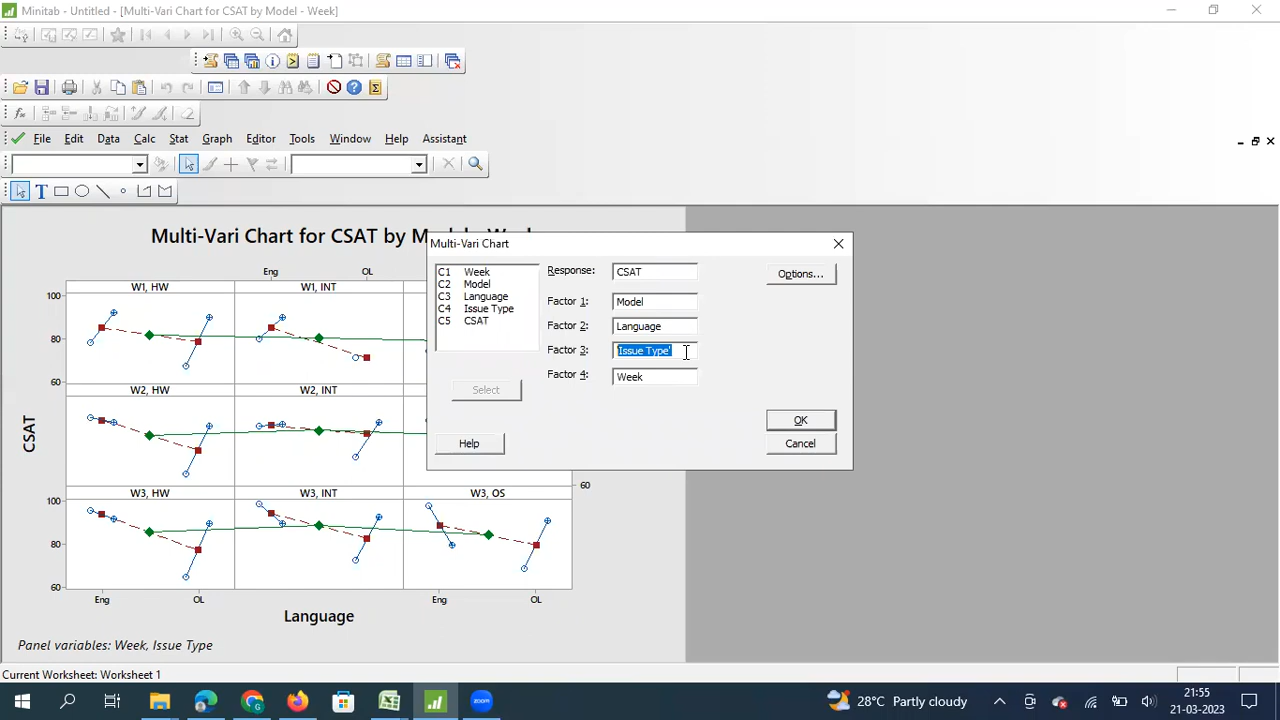 Minitab - Untitled - [Multi-Vari Chart for CSAT by Model - Week]
File Edit Data Calc Stat Graph Editor Tools Window Help Assistant
Multi-Vari Chart for CSAT by
Multi-Vari Chart
C1 Week
C2 Model
C3 Language
C4 Issue Type
C5 CSAT
Select
Help
Response: CSAT
Factor 1: Model
Factor 2: Language
Factor 3: 'Issue Type'
Factor 4: Week
Options...
OK
Cancel
Eng OL
W1, HW W1, INT
100
80
60
W2, HW W2, INT
60
W3, HW W3, INT W3, OS
100
80
60
CSAT
Eng OL Eng OL
Language
Panel variables: Week, Issue Type
Current Worksheet: Worksheet 1
28°C Partly cloudy
21:55
21-03-2023
zoom